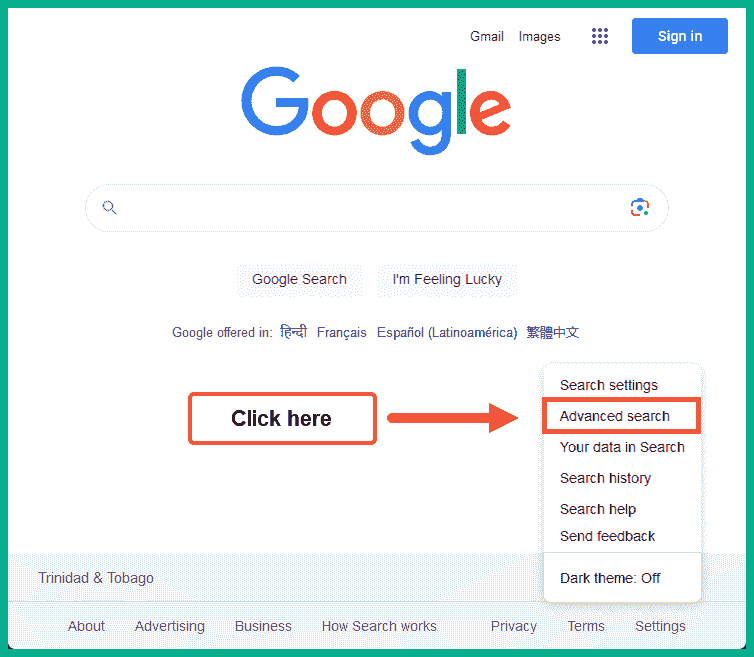 Gmail Images Sign in
Google
Google Search I'm Feeling Lucky
Google offered in: हिन्दी Français Español (Latinoamérica) 繁體中文
Search settings
Click here Advanced search
Your data in Search
Search history
Search help
Send feedback
Trinidad & Tobago Dark theme: Off
About Advertising Business How Search works Privacy Terms Settings